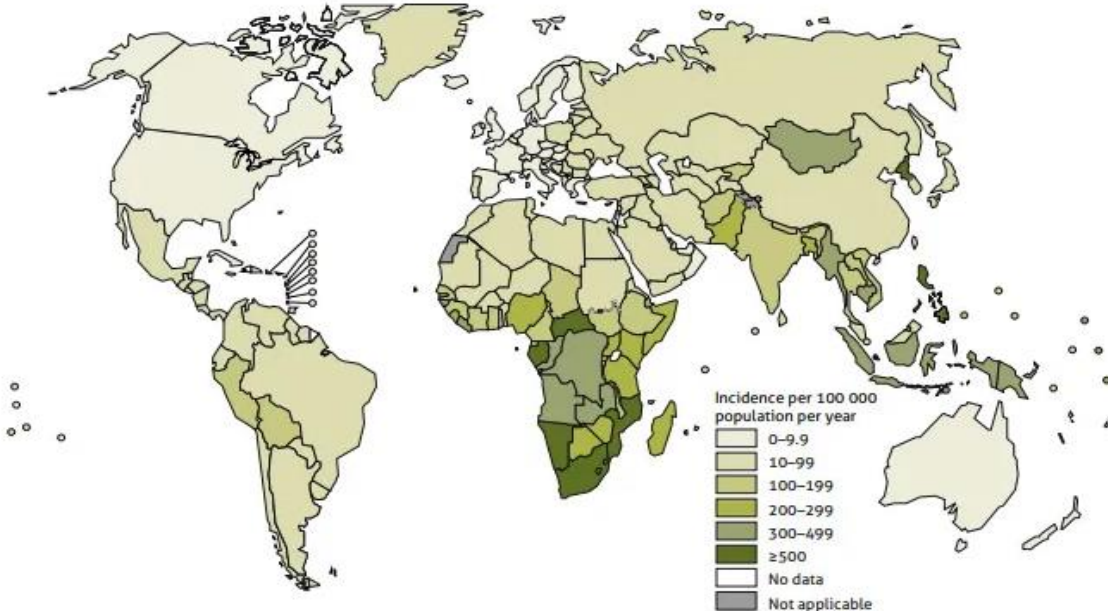 Incidence per 100 000
population per year
0–9.9
10–99
100–199
200–299
300–499
≥500
No data
Not applicable